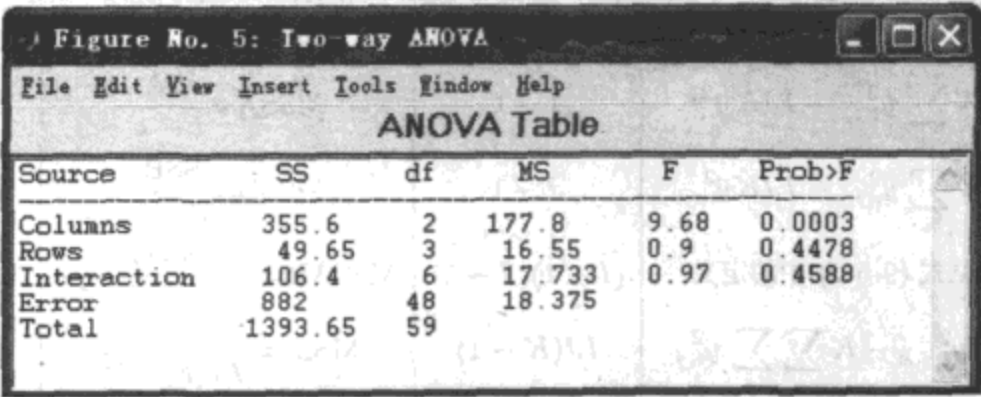 Figure No. 5: Two-way ANOVA
File Edit View Insert Tools Window Help
ANOVA Table
Source SS df MS F Prob>F
Columns 355.6 2 177.8 9.68 0.0003
Rows 49.65 3 16.55 0.9 0.4478
Interaction 106.4 6 17.733 0.97 0.4588
Error 882 48 18.375
Total 1393.65 59